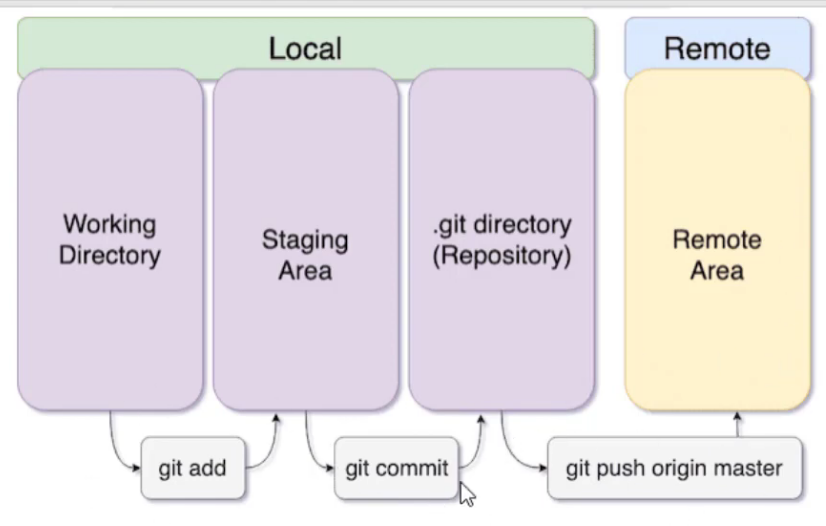 Local
Remote
Working
Directory
Staging
Area
.git directory
(Repository)
Remote
Area
git add
git commit
git push origin master